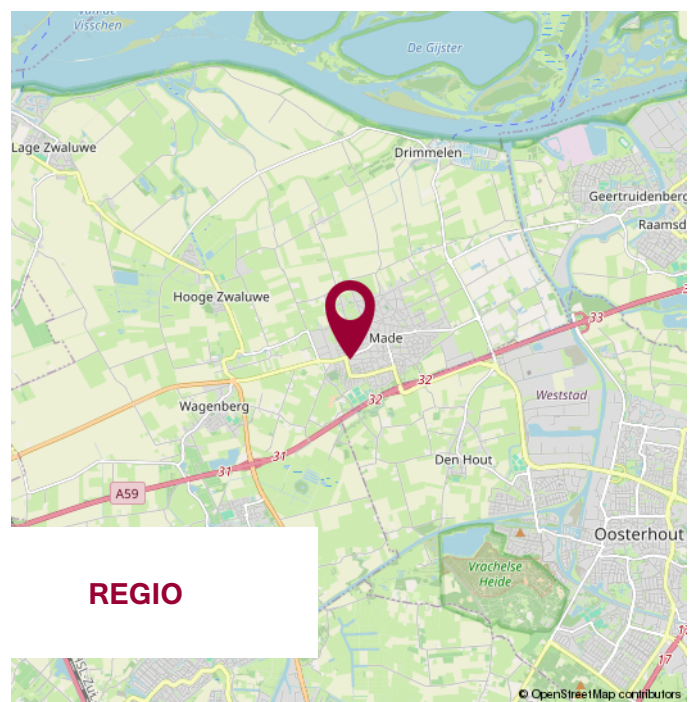 Visschen
De Gijster
Lage Zwaluwe
Drimmelen
Geertruidenberg
Raamsd
Hooge Zwaluwe
33
Made
32
32
Weststad
Wagenberg
31
31
Den Hout
A59
Oosterhout
Vrachelse
Heide
REGIO
17
© OpenStreetMap contributors